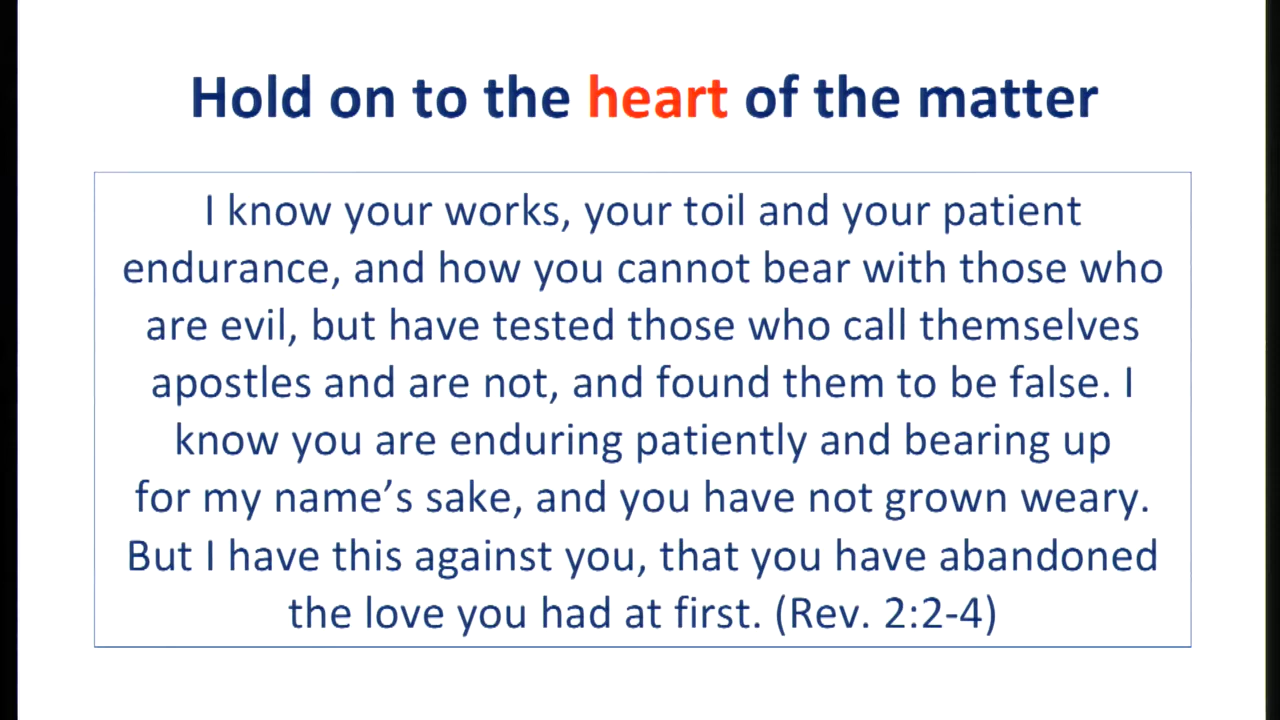 Hold on to the heart of the matter
I know your works, your toil and your patient
endurance, and how you cannot bear with those who
are evil, but have tested those who call themselves
apostles and are not, and found them to be false. I
know you are enduring patiently and bearing up
for my name’s sake, and you have not grown weary.
But I have this against you, that you have abandoned
the love you had at first. (Rev. 2:2-4)